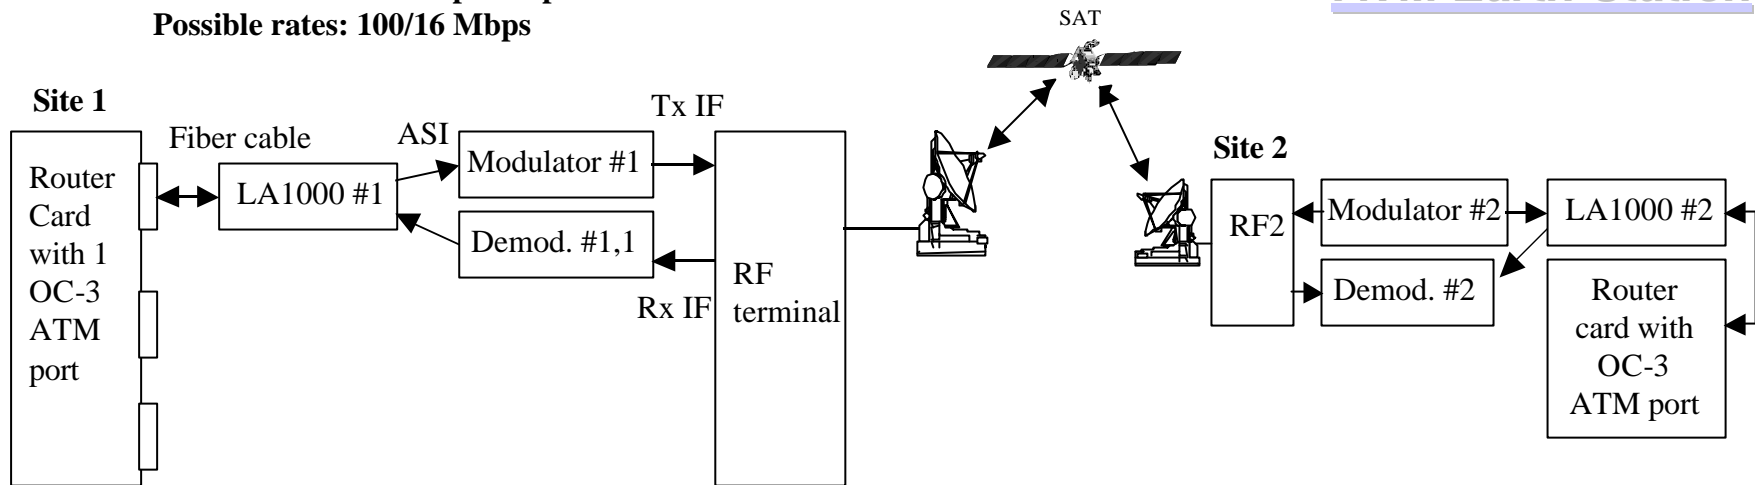 Possible rates: 100/16 Mbps
SAT
Site 1
Tx IF
Fiber cable
ASI
Modulator #1
Router
Card
with 1
OC-3
ATM
port
LA1000 #1
Demod. #1,1
Rx IF
RF
terminal
Site 2
RF2
Modulator #2
LA1000 #2
Demod. #2
Router
card with
OC-3
ATM port